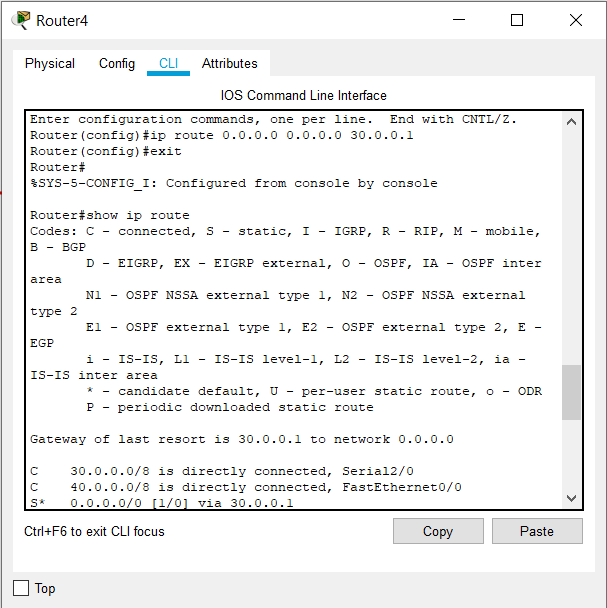 Router4
Physical Config CLI Attributes
IOS Command Line Interface
Enter configuration commands, one per line.  End with CNTL/Z.
Router(config)#ip route 0.0.0.0 0.0.0.0 30.0.0.1
Router(config)#exit
Router#
%SYS-5-CONFIG_I: Configured from console by console
Router#show ip route
Codes: C - connected, S - static, I - IGRP, R - RIP, M - mobile,
B - BGP
D - EIGRP, EX - EIGRP external, O - OSPF, IA - OSPF inter
area
N1 - OSPF NSSA external type 1, N2 - OSPF NSSA external
type 2
E1 - OSPF external type 1, E2 - OSPF external type 2, E -
EGP
i - IS-IS, L1 - IS-IS level-1, L2 - IS-IS level-2, ia -
IS-IS inter area
* - candidate default, U - per-user static route, o - ODR
P - periodic downloaded static route
Gateway of last resort is 30.0.0.1 to network 0.0.0.0
C    30.0.0.0/8 is directly connected, Serial2/0
C    40.0.0.0/8 is directly connected, FastEthernet0/0
S*   0.0.0.0/0 [1/0] via 30.0.0.1
Ctrl+F6 to exit CLI focus Copy Paste
Top